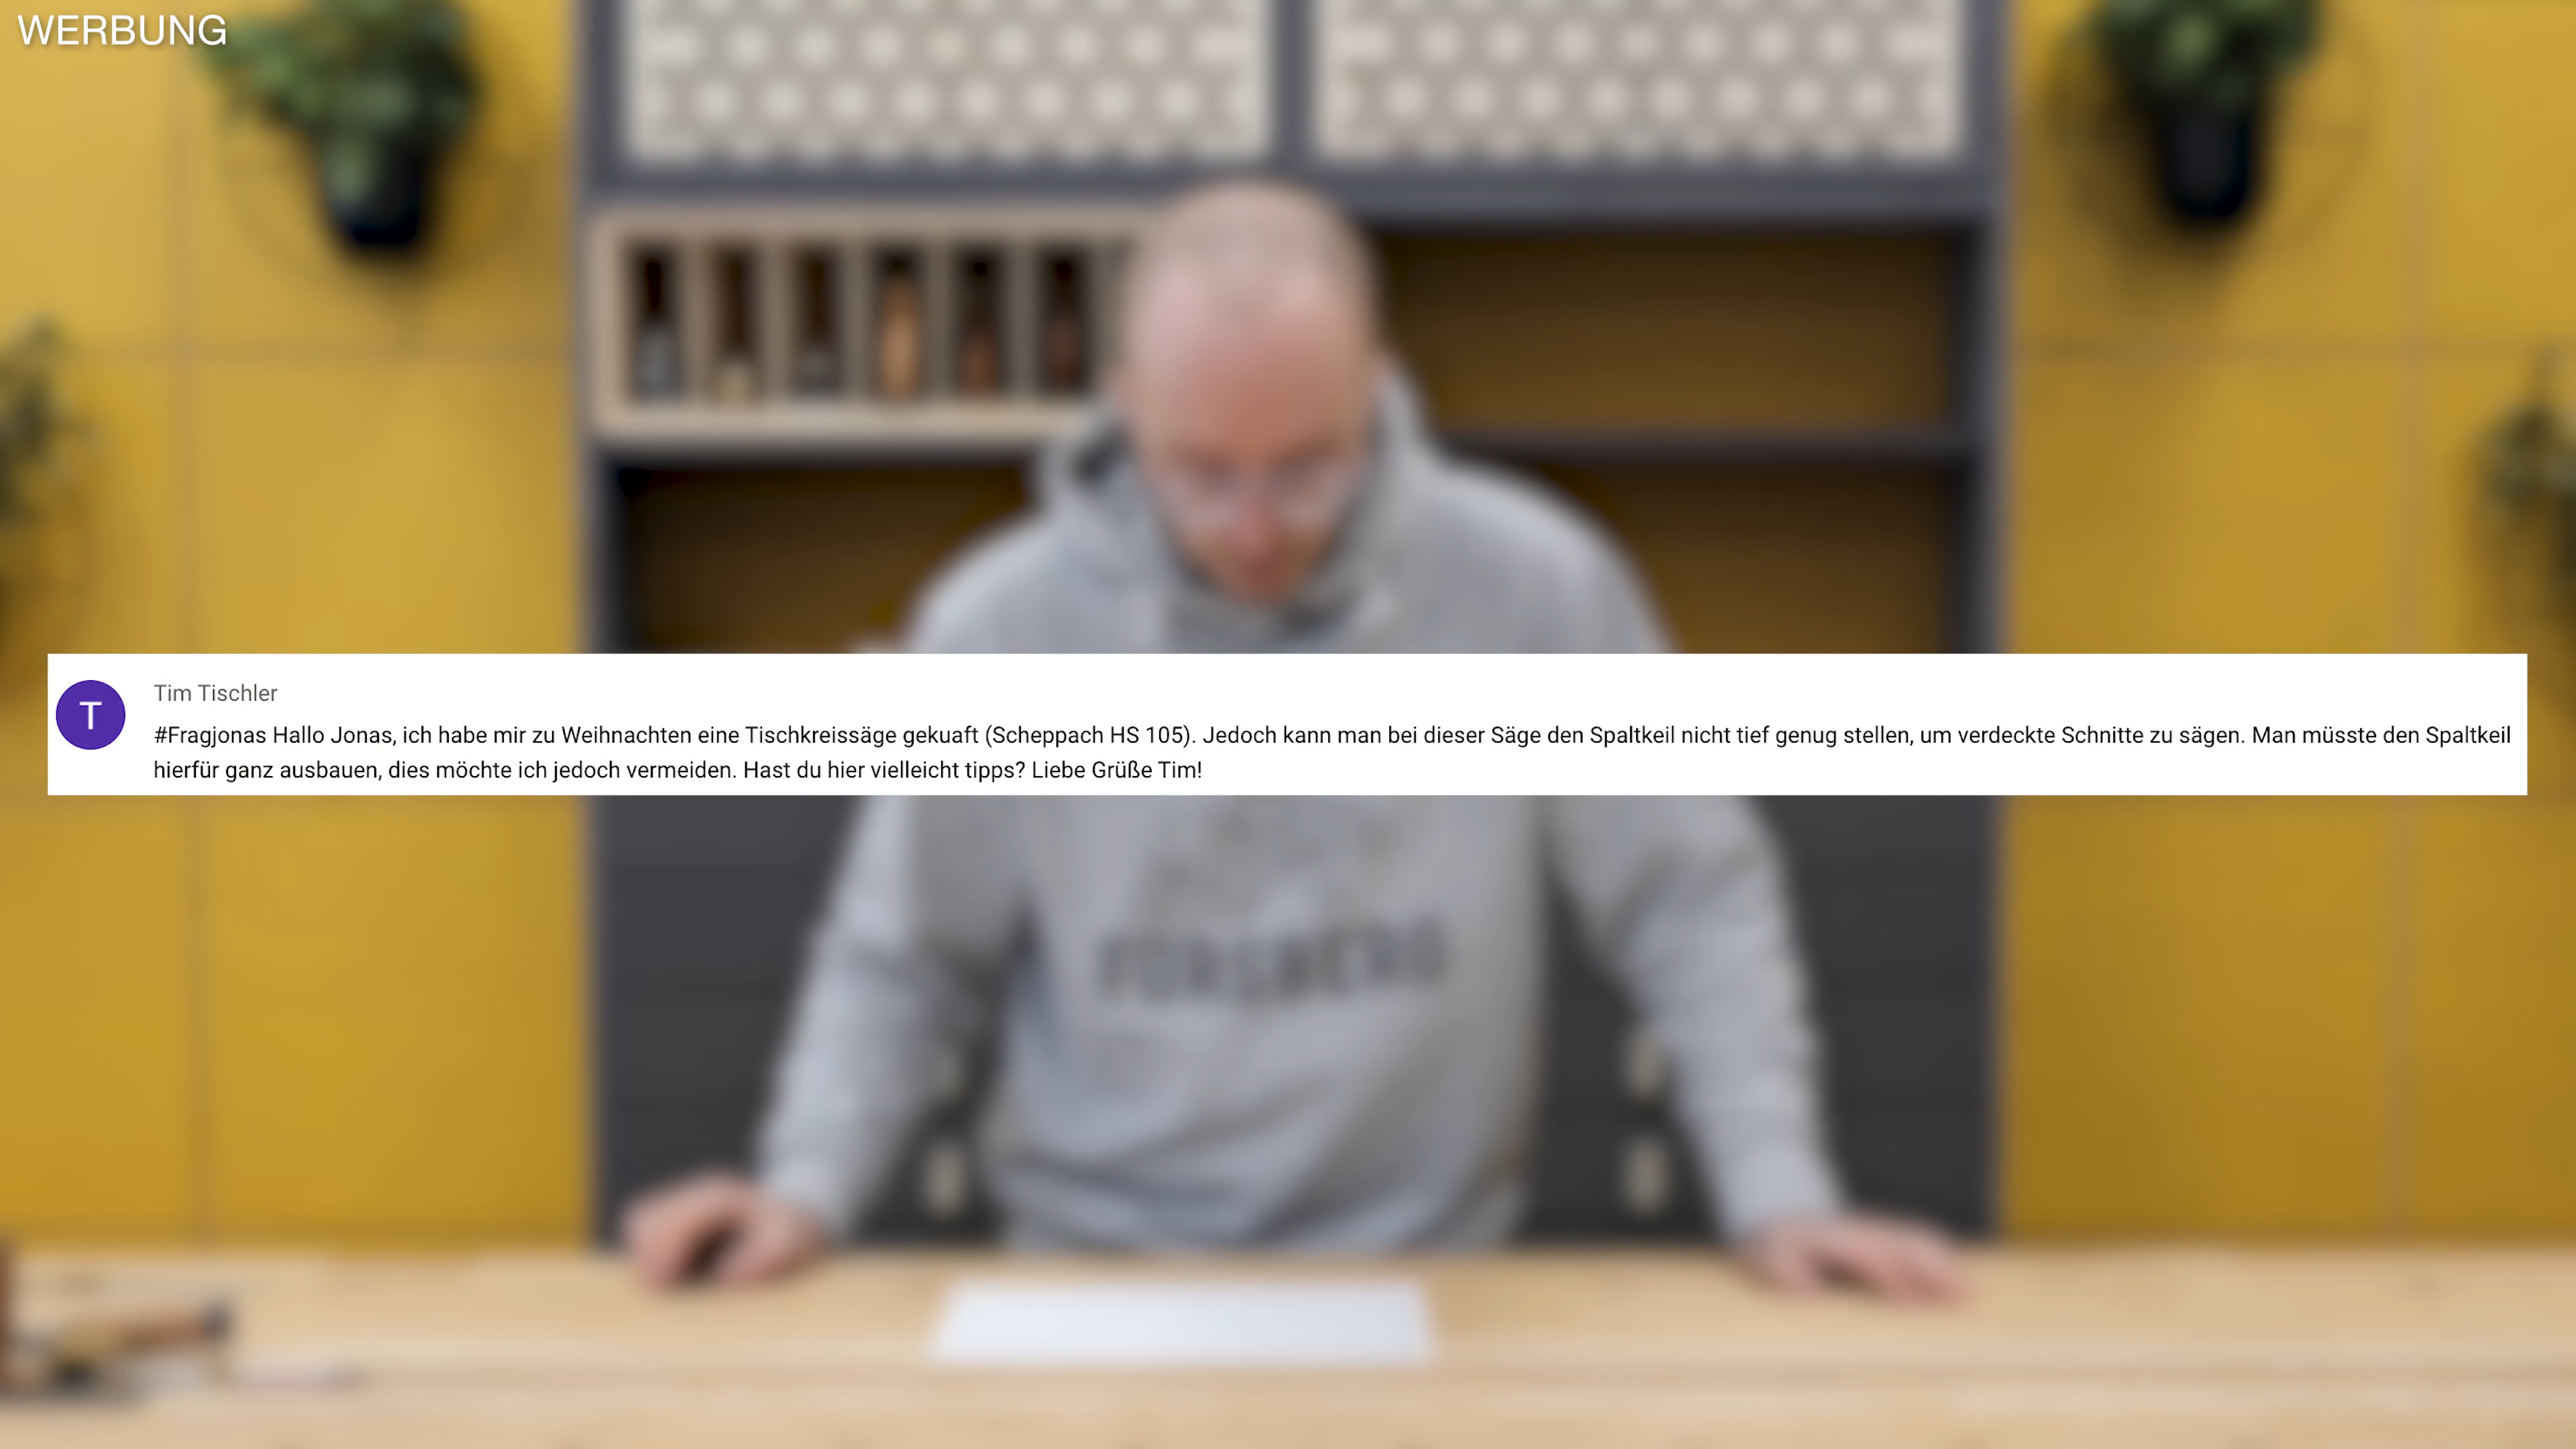 WERBUNG
T
Tim Tischler
#Fragjonas Hallo Jonas, ich habe mir zu Weihnachten eine Tischkreissäge gekuaft (Scheppach HS 105). Jedoch kann man bei dieser Säge den Spaltkeil nicht tief genug stellen, um verdeckte Schnitte zu sägen. Man müsste den Spaltkeil
hierfür ganz ausbauen, dies möchte ich jedoch vermeiden. Hast du hier vielleicht tipps? Liebe Grüße Tim!
FORSBERG